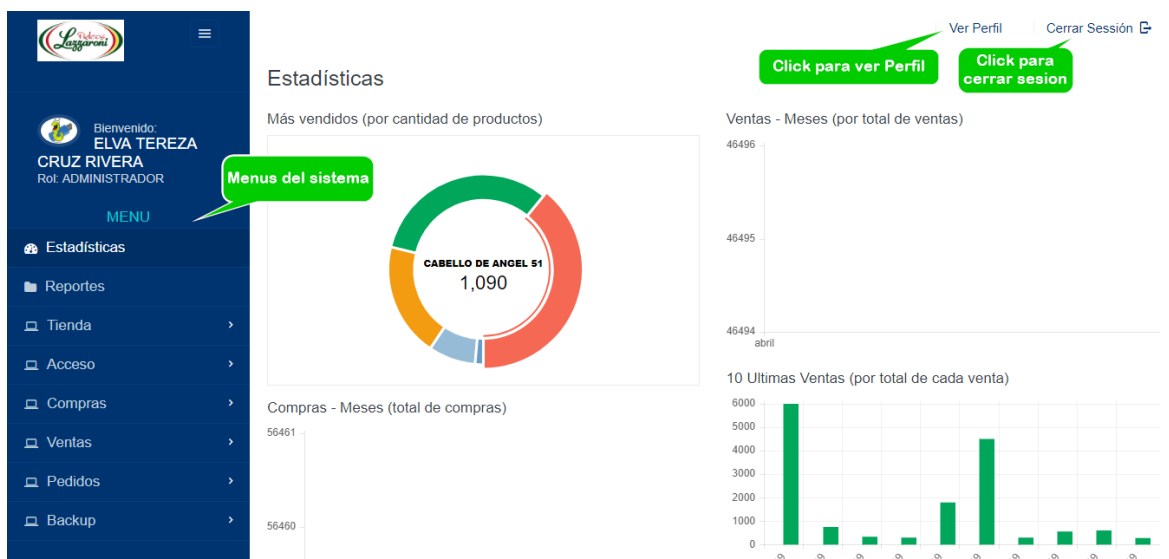 Fideos
Lazzaroni
Ver Perfil
Cerrar Sessión
Click para ver Perfil
Click para
cerrar sesion
Estadísticas
Bienvenido:
ELVA TEREZA
CRUZ RIVERA
Rol: ADMINISTRADOR
Menus del sistema
MENU
Estadísticas
Reportes
Tienda
Acceso
Compras
Ventas
Pedidos
Backup
Más vendidos (por cantidad de productos)
CABELLO DE ANGEL 51
1,090
Compras - Meses (total de compras)
56461
56460
Ventas - Meses (por total de ventas)
46496
46495
46494
abril
10 Ultimas Ventas (por total de cada venta)
6000
5000
4000
3000
2000
1000
0